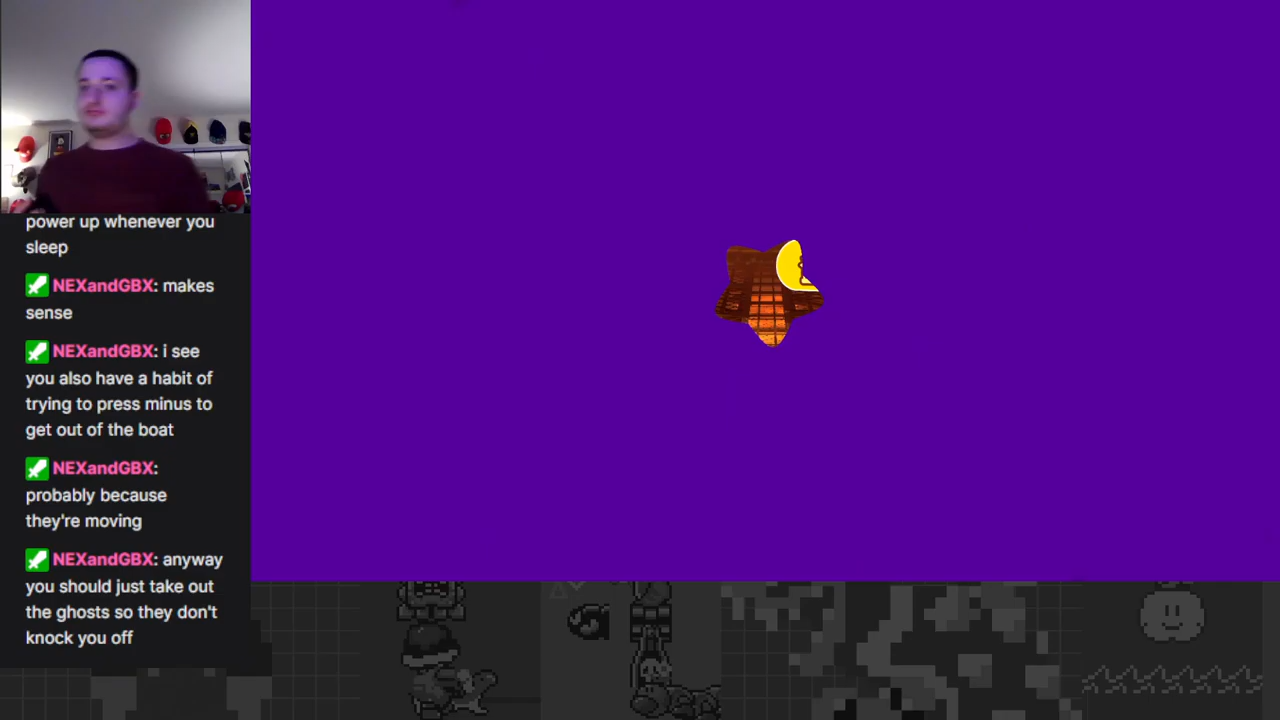 power up whenever you
sleep
NEXandGBX: makes
sense
NEXandGBX: i see
you also have a habit of
trying to press minus to
get out of the boat
NEXandGBX:
probably because
they're moving
NEXandGBX: anyway
you should just take out
the ghosts so they don't
knock you off